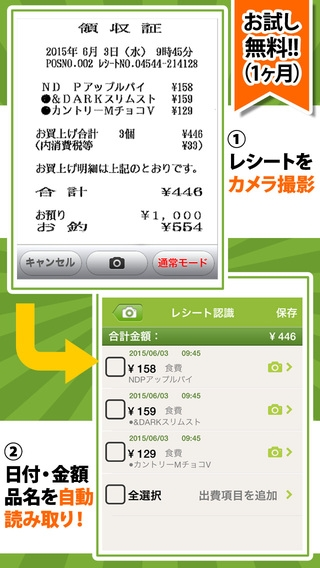 領収証
2015年 6月 3日(水) 9時45分
POSNO.002 ﾚｼｰﾄNO.04544-214128
ND Pアップルパイ ¥158
●&DARKスリムスト ¥159
●カントリーMチョコV ¥129
お買上げ合計 3個 ¥446
(内消費税等 ¥33)
お買上げ明細は上記のとおりです。
合計 ¥446
お預り ¥1,000
お釣 ¥554
キャンセル
通常モード
お試し
無料!!
(1ヶ月)
①
レシートを
カメラ撮影
レシート認識 保存
合計金額: ¥ 446
2015/06/03 09:45
¥ 158 食費
NDPアップルパイ
2015/06/03 09:45
¥ 159 食費
●&DARKスリムスト
2015/06/03 09:45
¥ 129 食費
●カントリーMチョコV
全選択 出費項目を追加
②
日付・金額
品名を自動
読み取り!